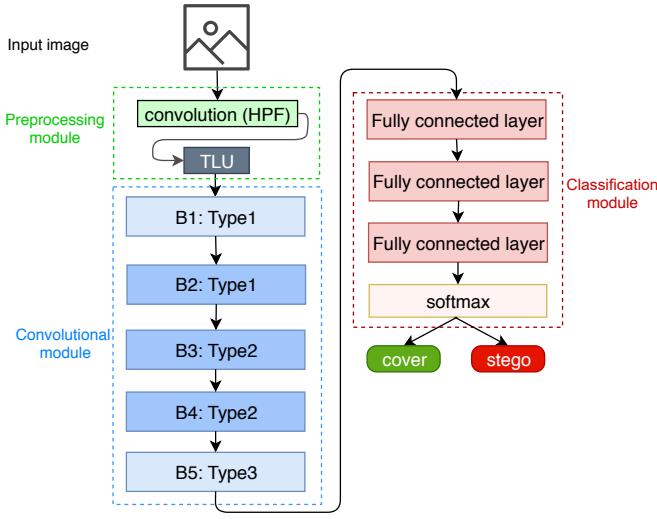 Input image
Preprocessing
module
convolution (HPF)
TLU
Convolutional
module
B1: Type1
B2: Type1
B3: Type2
B4: Type2
B5: Type3
Fully connected layer
Fully connected layer
Fully connected layer
softmax
Classification
module
cover
stego